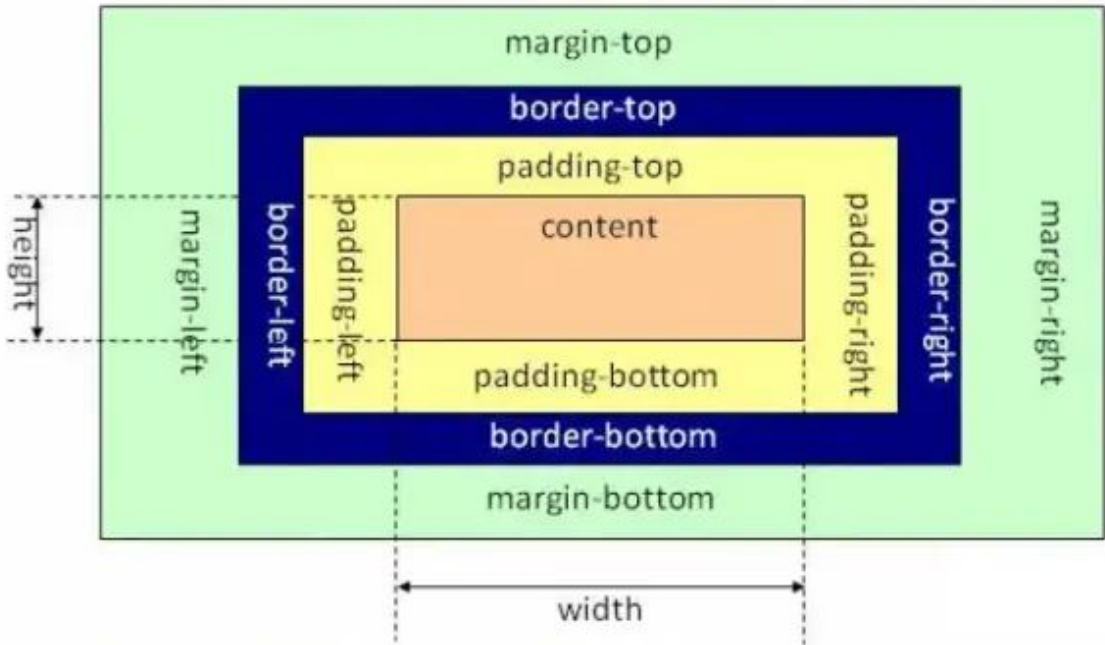 margin-top
border-top
padding-top
content
height
margin-left
border-left
padding-left
padding-right
border-right
margin-right
padding-bottom
border-bottom
margin-bottom
width